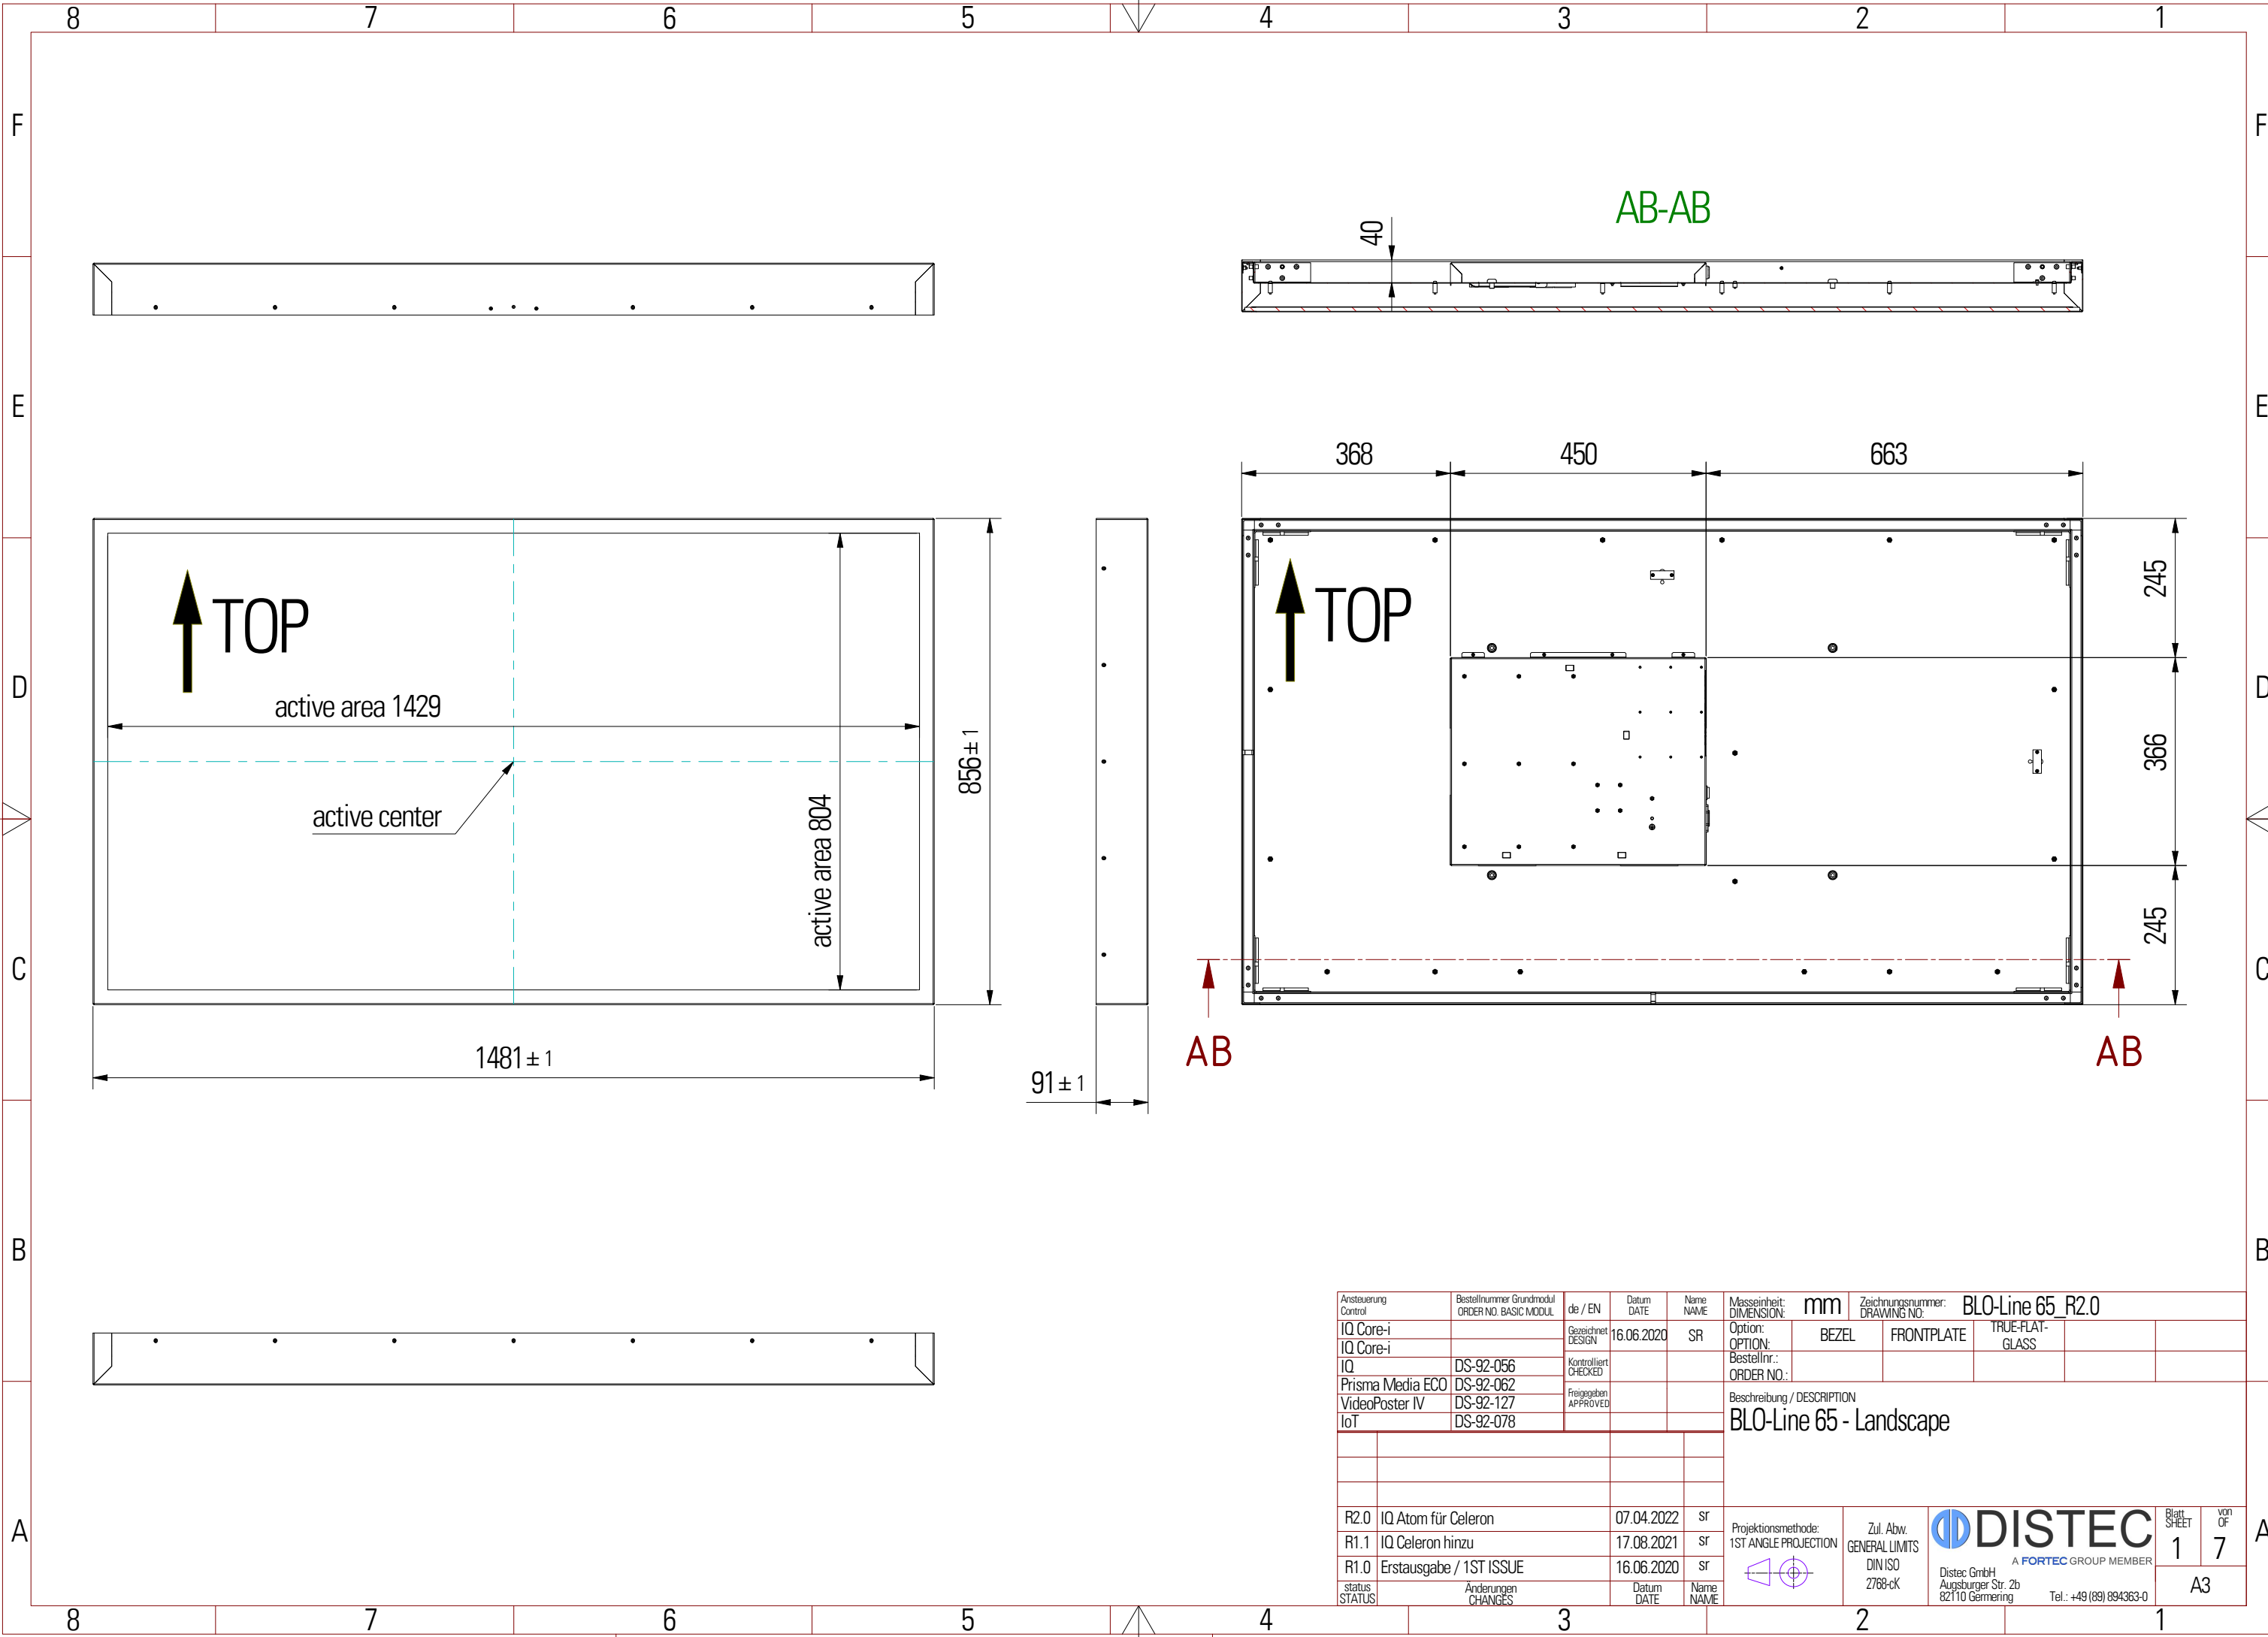 8 7 6 5 4 3 2 1
F F
E E
D D
C C
B B
A A
AB-AB
40
368 450 663
TOP
active area 1429
active center
active area 804
856 ± 1
1481 ± 1
91 ± 1
TOP
245
366
245
AB AB
Ansteuerung
Control
Bestellnummer Grundmodul
ORDER NO. BASIC MODUL
de / EN
Datum
DATE
Name
NAME
IQ Core-i
IQ Core-i
IQ DS-92-056
Prisma Media ECO DS-92-062
VideoPoster IV DS-92-127
IoT DS-92-078
Gezeichnet
DESIGN
16.06.2020 SR
Kontrolliert
CHECKED
Freigegeben
APPROVED
Masseinheit:
DIMENSION:
mm
Zeichnungsnummer:
DRAWING NO:
BLO-Line 65_R2.0
Option:
OPTION:
BEZEL FRONTPLATE
TRUE-FLAT-
GLASS
Bestellnr.:
ORDER NO.:
Beschreibung / DESCRIPTION
BLO-Line 65 - Landscape
R2.0 IQ Atom für Celeron 07.04.2022 sr
R1.1 IQ Celeron hinzu 17.08.2021 sr
R1.0 Erstausgabe / 1ST ISSUE 16.06.2020 sr
status
STATUS
Änderungen
CHANGES
Datum
DATE
Name
NAME
Projektionsmethode:
1ST ANGLE PROJECTION
Zul. Abw.
GENERAL LIMITS
DIN ISO
2768-cK
DISTEC
A FORTEC GROUP MEMBER
Distec GmbH
Augsburger Str. 2b
82110 Germering Tel.: +49 (89) 894363-0
Blatt
SHEET
1
von
OF
7
A3
8 7 6 5 4 3 2 1